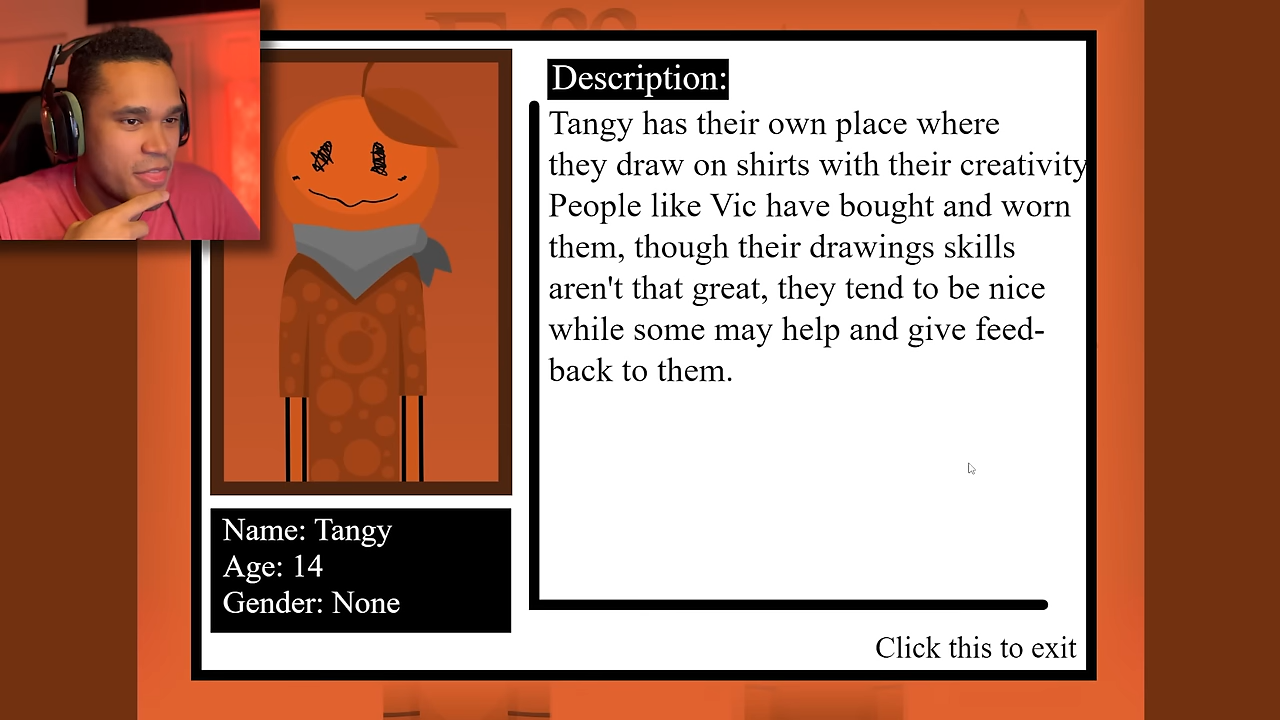 Description:
Tangy has their own place where
they draw on shirts with their creativity
People like Vic have bought and worn
them, though their drawings skills
aren't that great, they tend to be nice
while some may help and give feed-
back to them.
Name: Tangy
Age: 14
Gender: None
Click this to exit